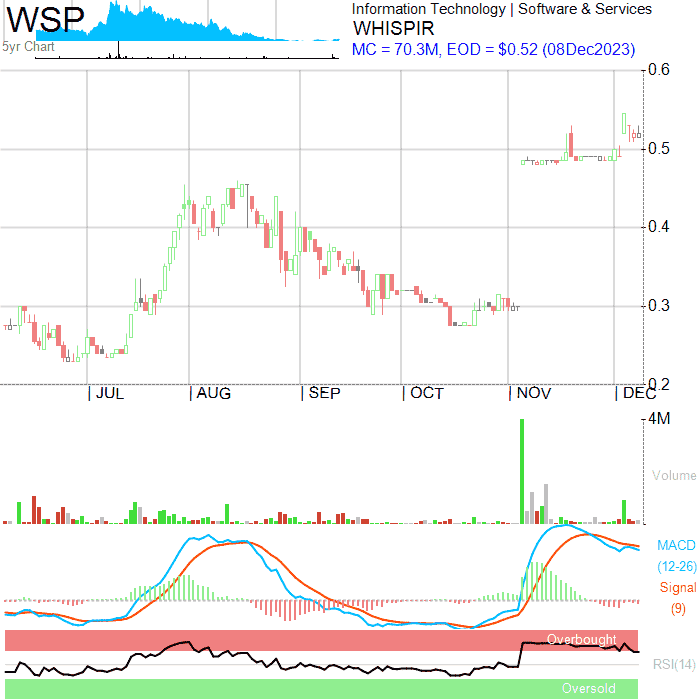 WSP
5yr Chart
Information Technology | Software & Services
WHISPIR
MC = 70.3M, EOD = $0.52 (08Dec2023)
0.6
0.5
0.4
0.3
0.2
| JUL | AUG | SEP | OCT | NOV | DEC
4M
Volume
MACD
(12-26)
Signal
(9)
Overbought
RSI(14)
Oversold